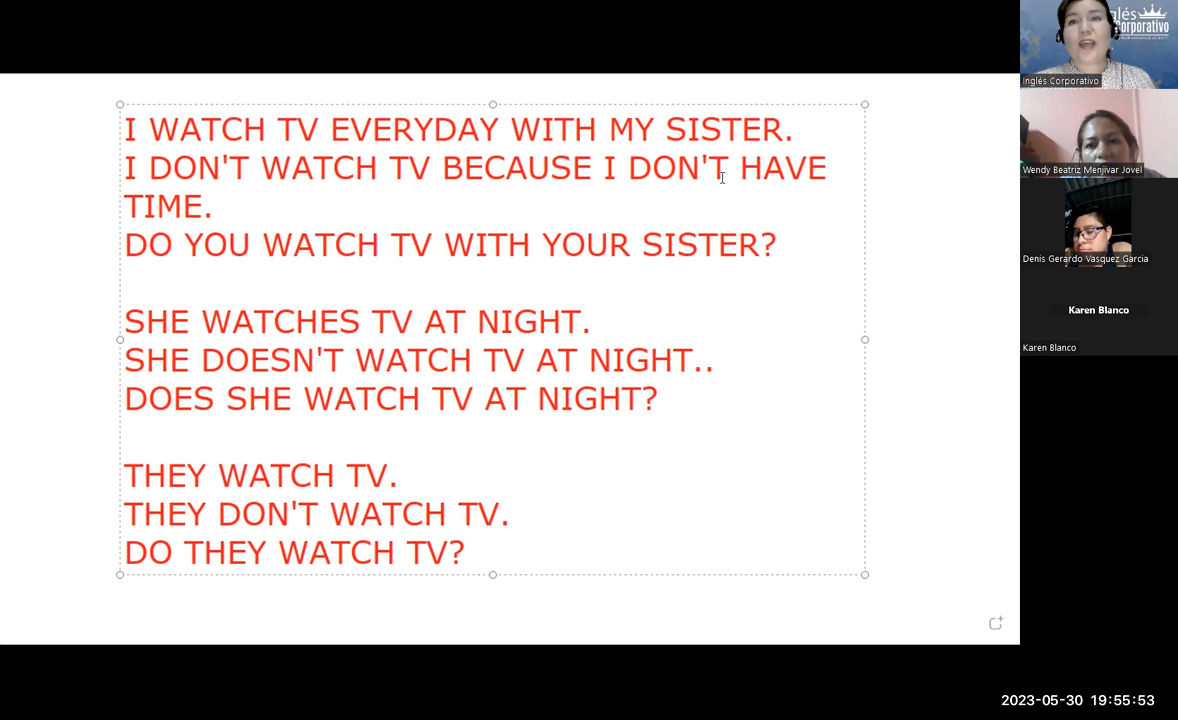 I WATCH TV EVERYDAY WITH MY SISTER.
I DON'T WATCH TV BECAUSE I DON'T HAVE
TIME.
DO YOU WATCH TV WITH YOUR SISTER?
SHE WATCHES TV AT NIGHT.
SHE DOESN'T WATCH TV AT NIGHT..
DOES SHE WATCH TV AT NIGHT?
THEY WATCH TV.
THEY DON'T WATCH TV.
DO THEY WATCH TV?
Inglés Corporativo
Wendy Beatriz Menjivar Jovel
Denis Gerardo Vasquez Garcia
Karen Blanco
Karen Blanco
2023-05-30 19:55:53